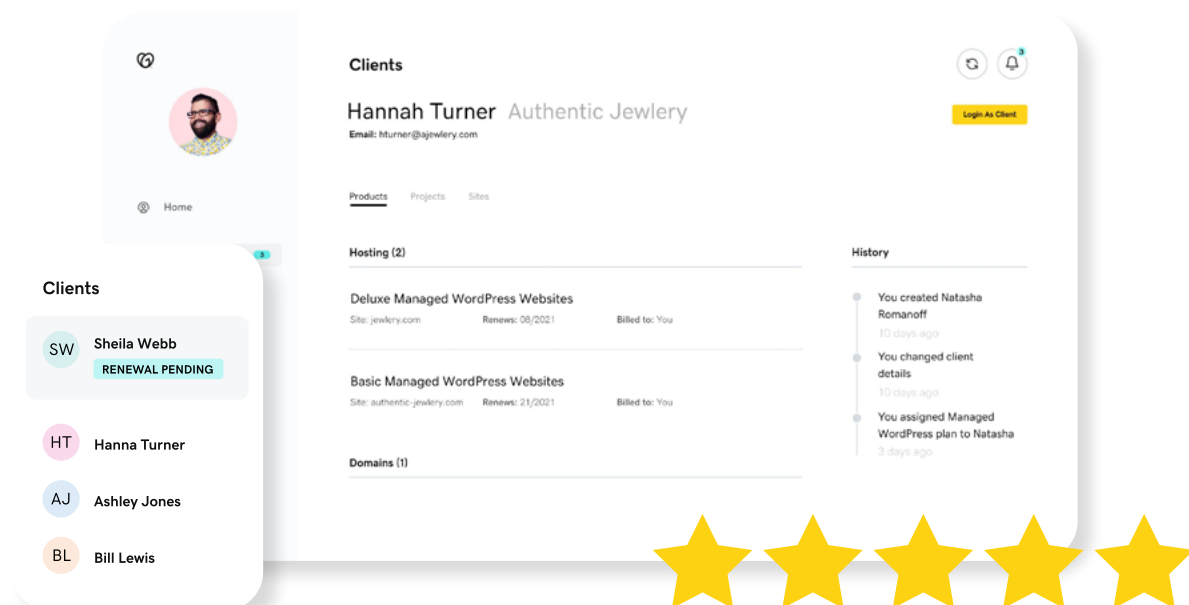 Clients
3
Hannah Turner Authentic Jewlery
Email: hturner@ajewlery.com
Login As Client
Home
3
Products Projects Sites
Hosting (2)
Deluxe Managed WordPress Websites
Site: jewlery.com Renews: 08/2021 Billed to: You
Basic Managed WordPress Websites
Site: authentic-jewlery.com Renews: 21/2021 Billed to: You
Domains (1)
History
You created Natasha
Romanoff
10 days ago
You changed client
details
10 days ago
You assigned Managed
WordPress plan to Natasha
3 days ago
Clients
SW
Sheila Webb
RENEWAL PENDING
HT
Hanna Turner
AJ
Ashley Jones
BL
Bill Lewis